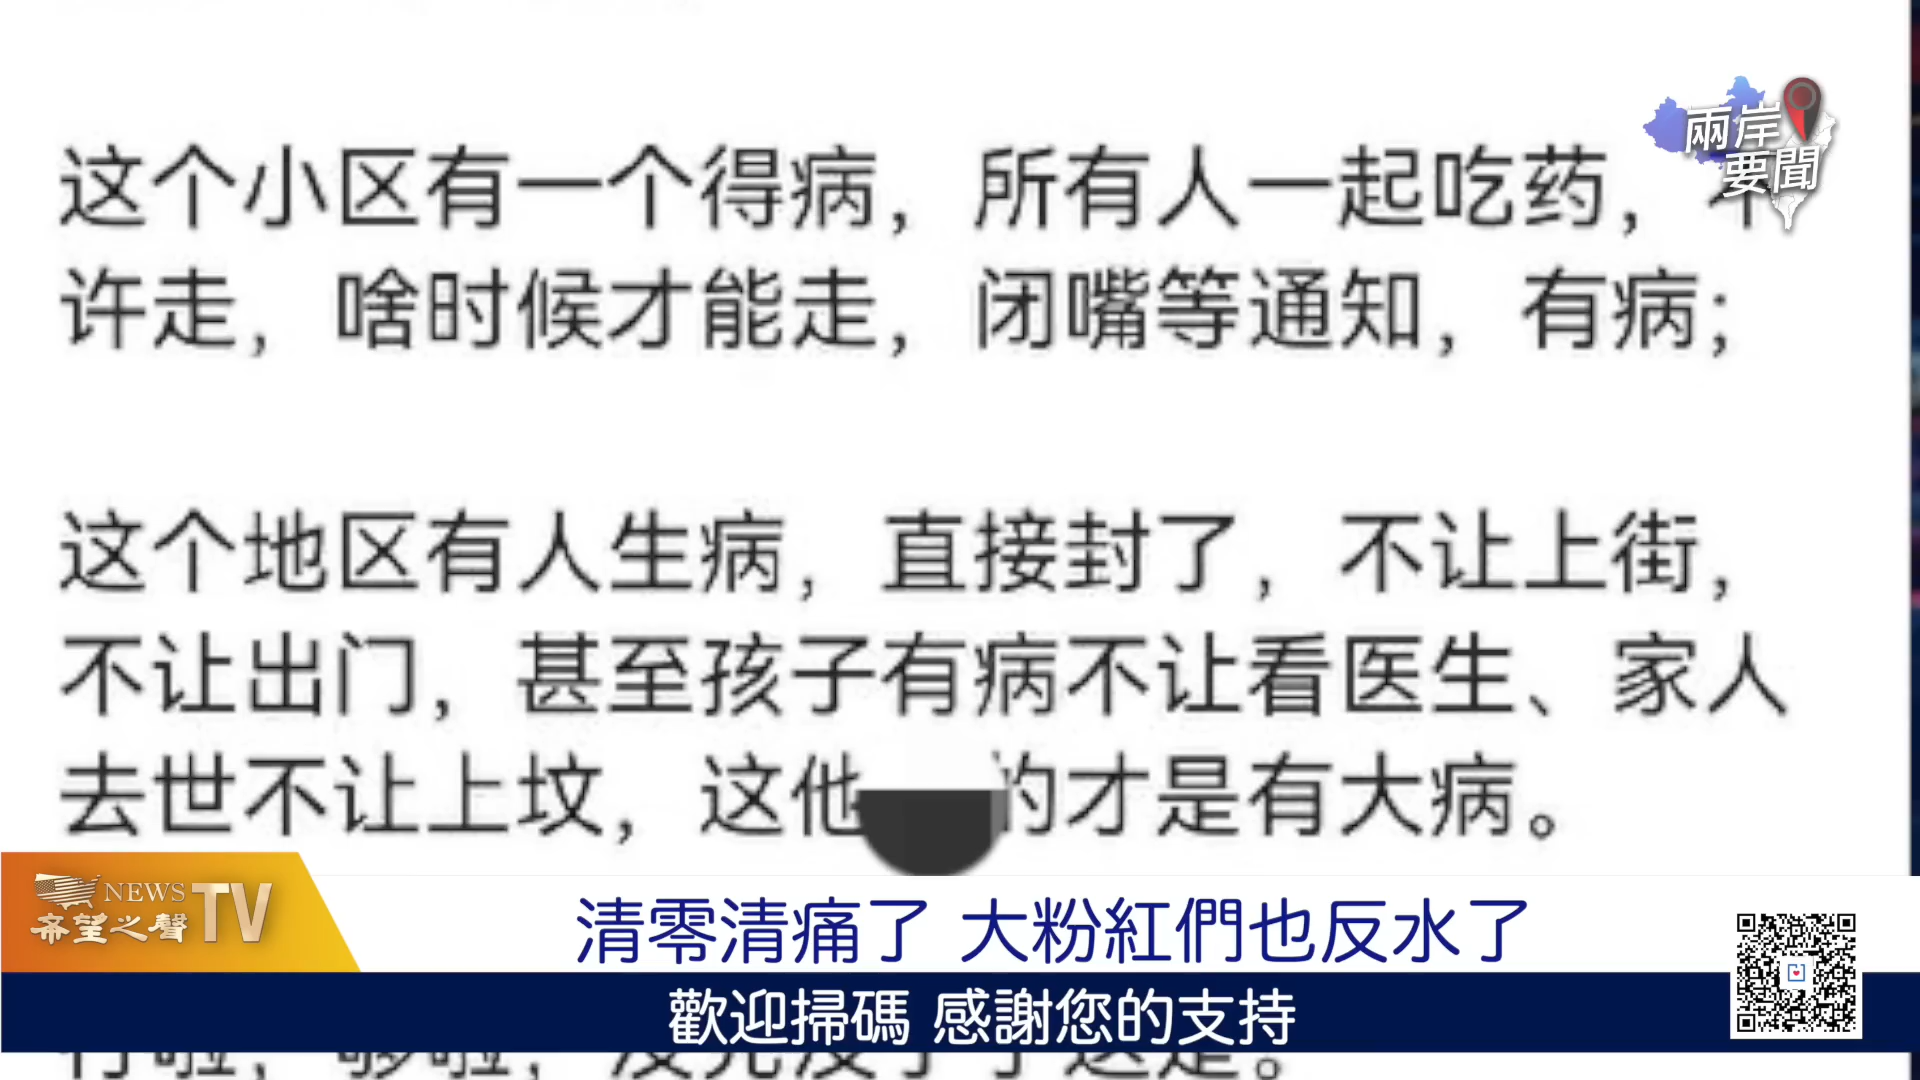 这个小区有一个得病，所有人一起吃药，不
许走，啥时候才能走，闭嘴等通知，有病；
这个地区有人生病，直接封了，不让上街，
不让出门，甚至孩子有病不让看医生、家人
去世不让上坟，这他 的才是有大病。
兩岸
要聞
NEWS
希望之聲 TV
清零清痛了 大粉紅們也反水了
歡迎掃碼 感謝您的支持